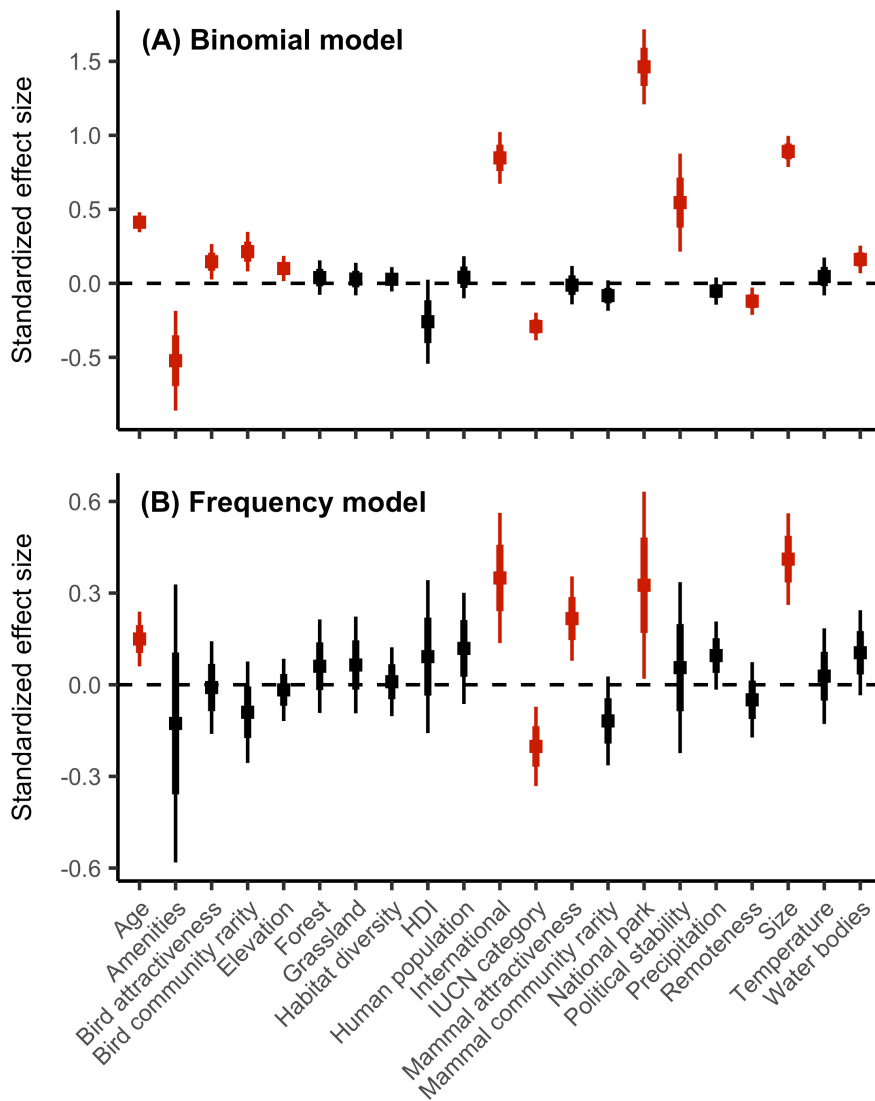 (A) Binomial model
Standardized effect size
1.5
1.0
0.5
0.0
-0.5
(B) Frequency model
Standardized effect size
0.6
0.3
0.0
-0.3
-0.6
Age
Amenities
Bird attractiveness
Bird community rarity
Elevation
Forest
Grassland
Habitat diversity
HDI
Human population
International
IUCN category
Mammal attractiveness
Mammal community rarity
National park
Political stability
Precipitation
Remoteness
Size
Temperature
Water bodies